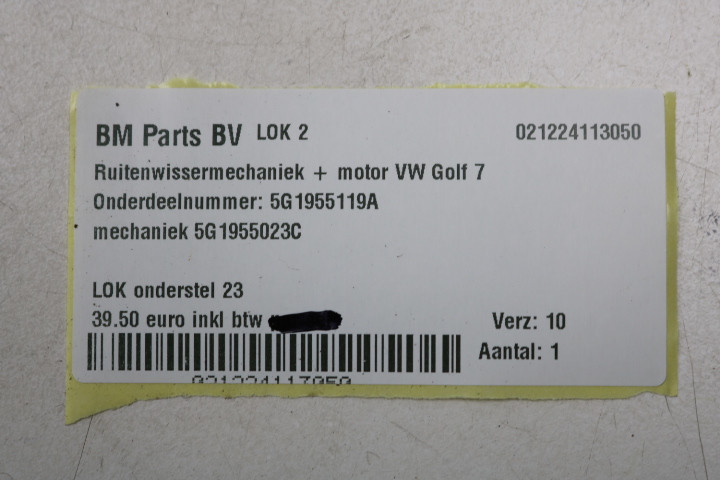 BM Parts BV LOK 2 021224113050
Ruitenwissermechaniek + motor VW Golf 7
Onderdeelnummer: 5G1955119A
mechaniek 5G1955023C
LOK onderstel 23
39.50 euro inkl btw Verz: 10
Aantal: 1